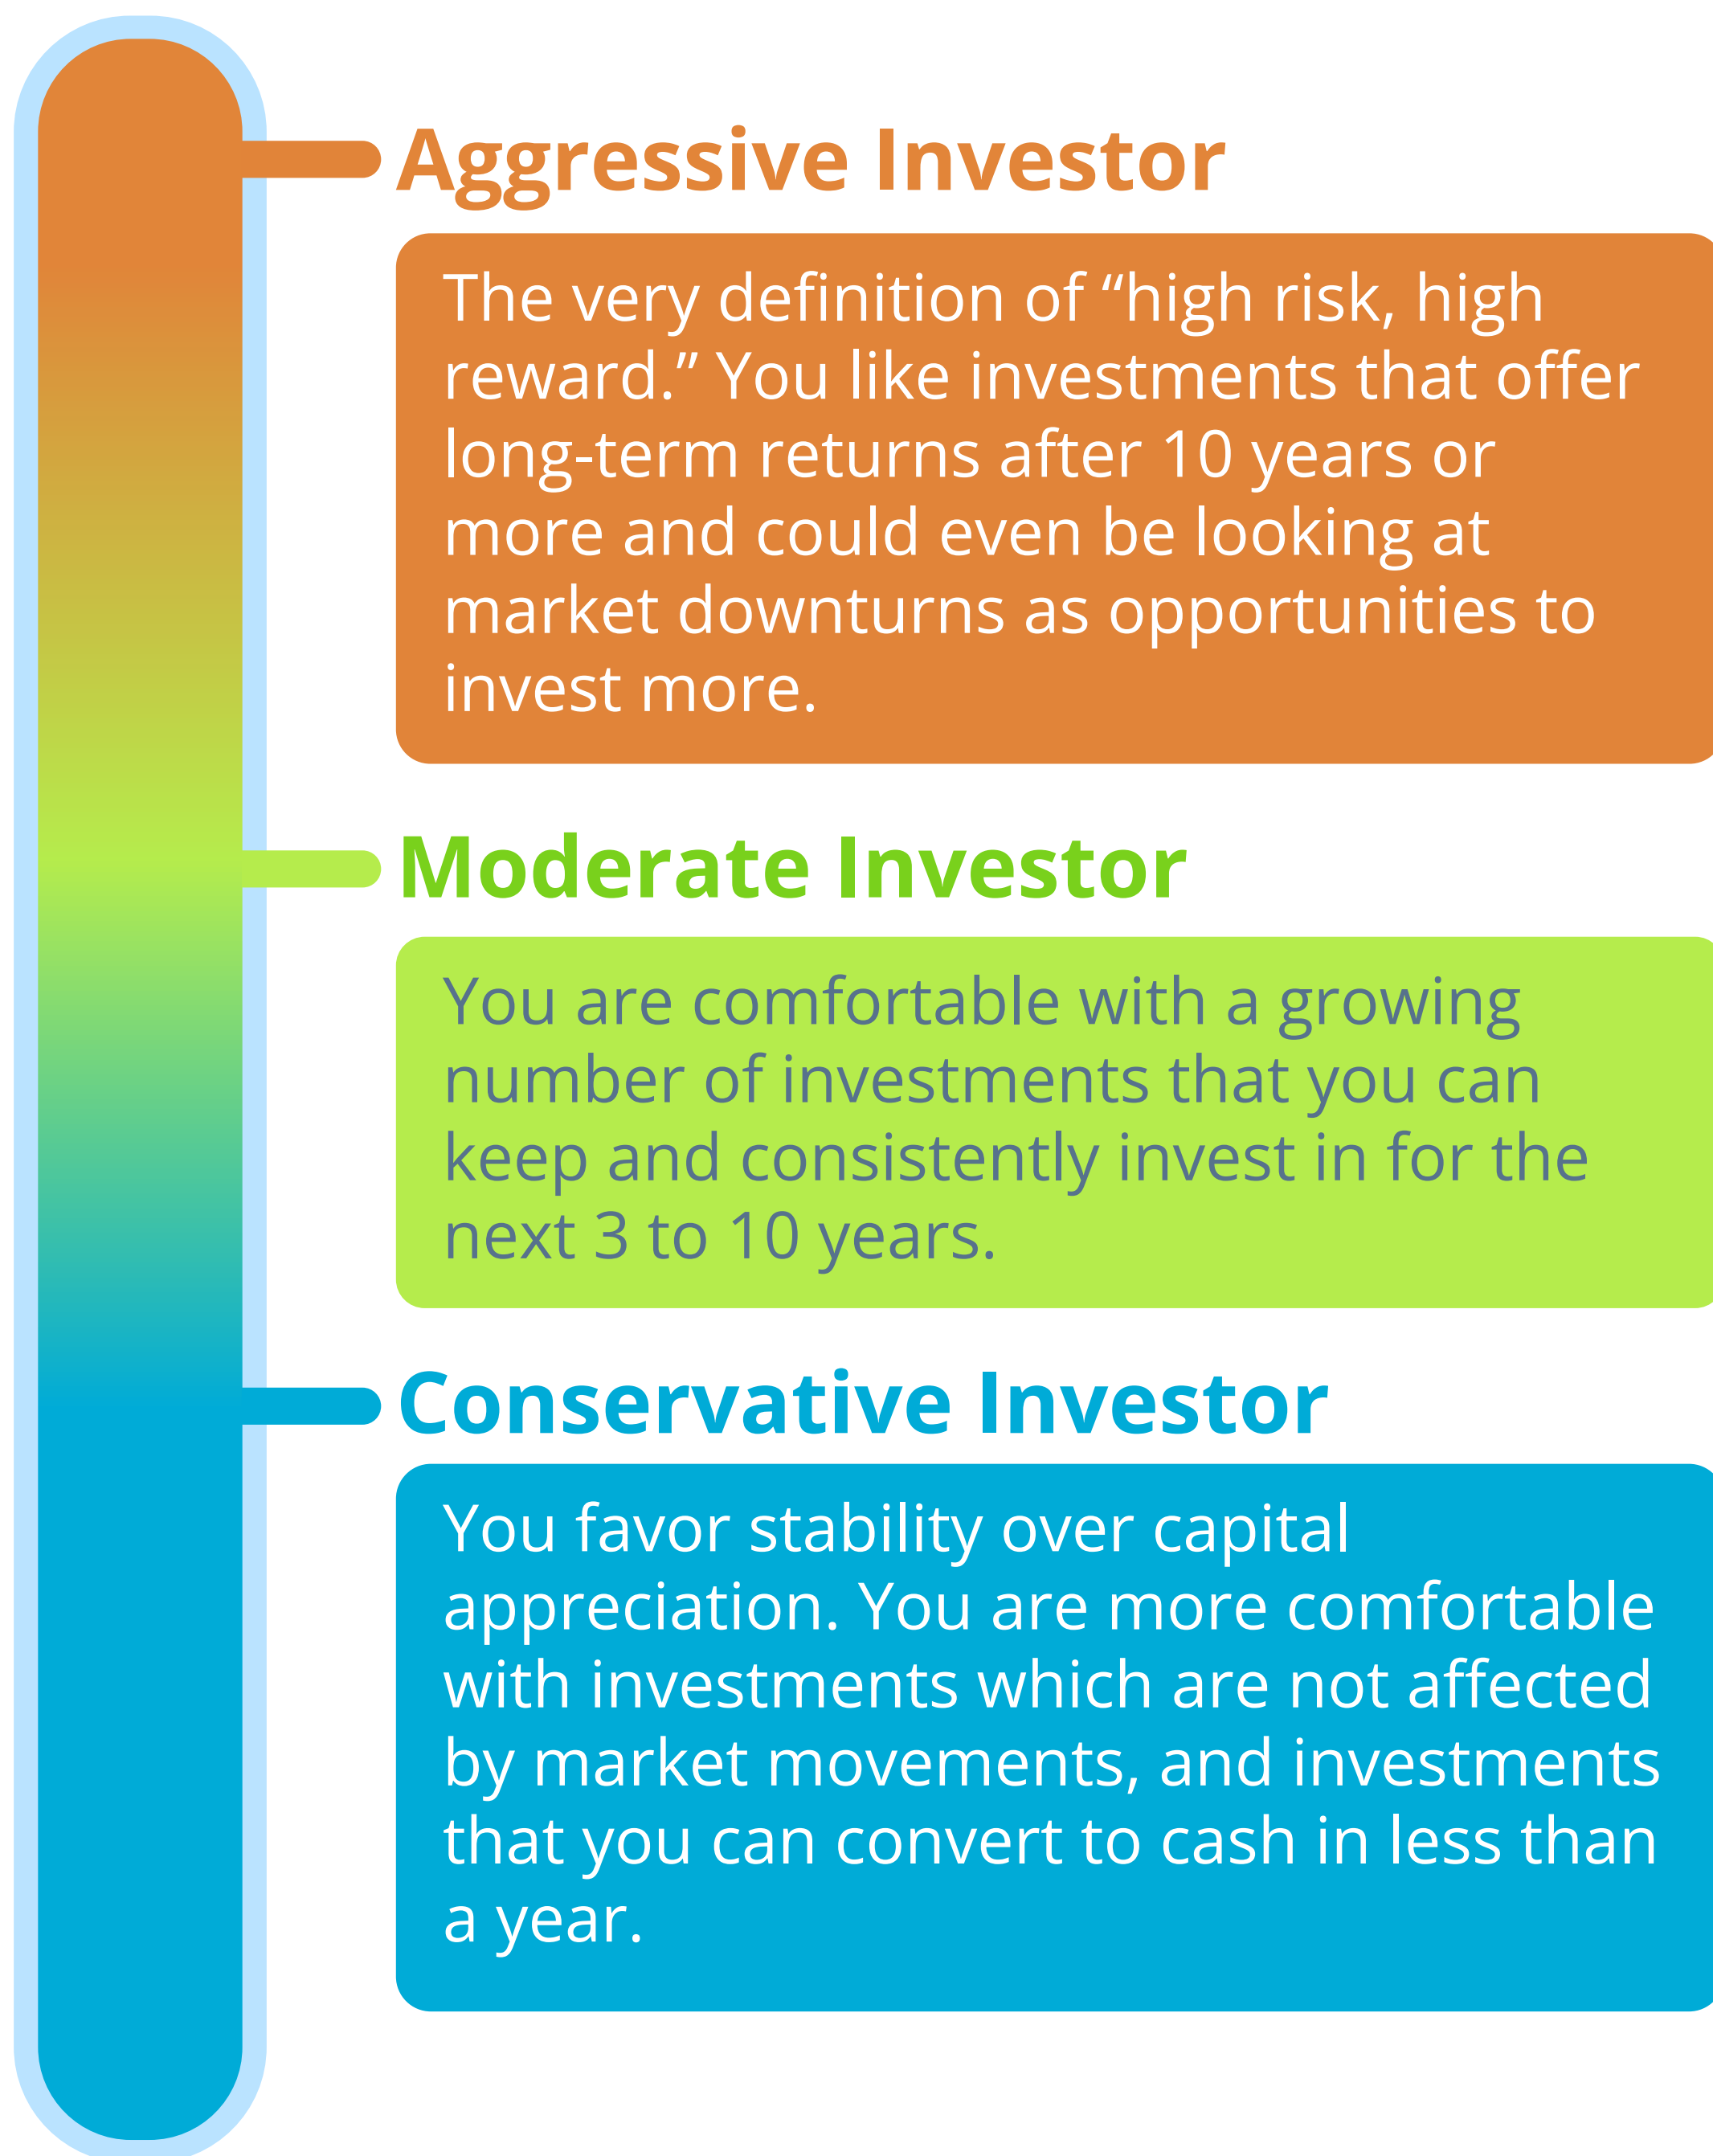 Aggressive Investor
The very definition of “high risk, high
reward.” You like investments that offer
long-term returns after 10 years or
more and could even be looking at
market downturns as opportunities to
invest more.
Moderate Investor
You are comfortable with a growing
number of investments that you can
keep and consistently invest in for the
next 3 to 10 years.
Conservative Investor
You favor stability over capital
appreciation. You are more comfortable
with investments which are not affected
by market movements, and investments
that you can convert to cash in less than
a year.